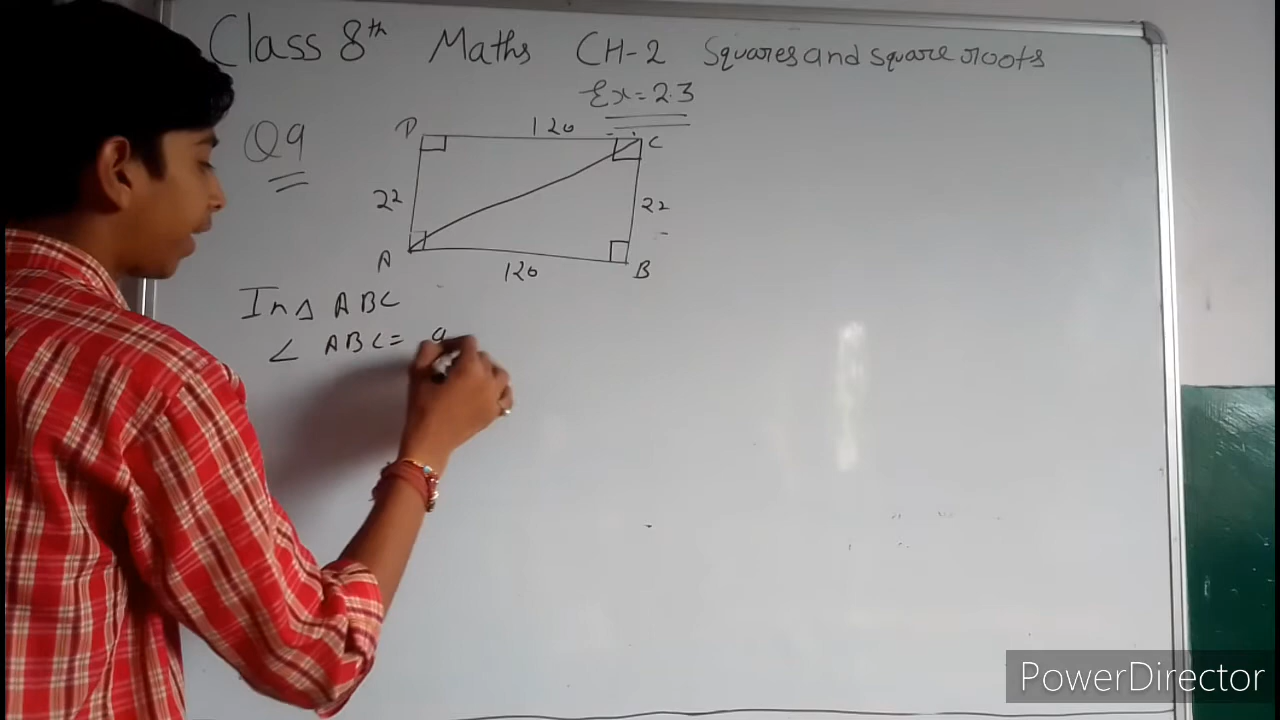 Class 8th Maths CH-2 Squares and square roots
Ex=2.3
Q9
D 120 C
22 22
A 120 B
In △ ABC
∠ ABC= 9
PowerDirector